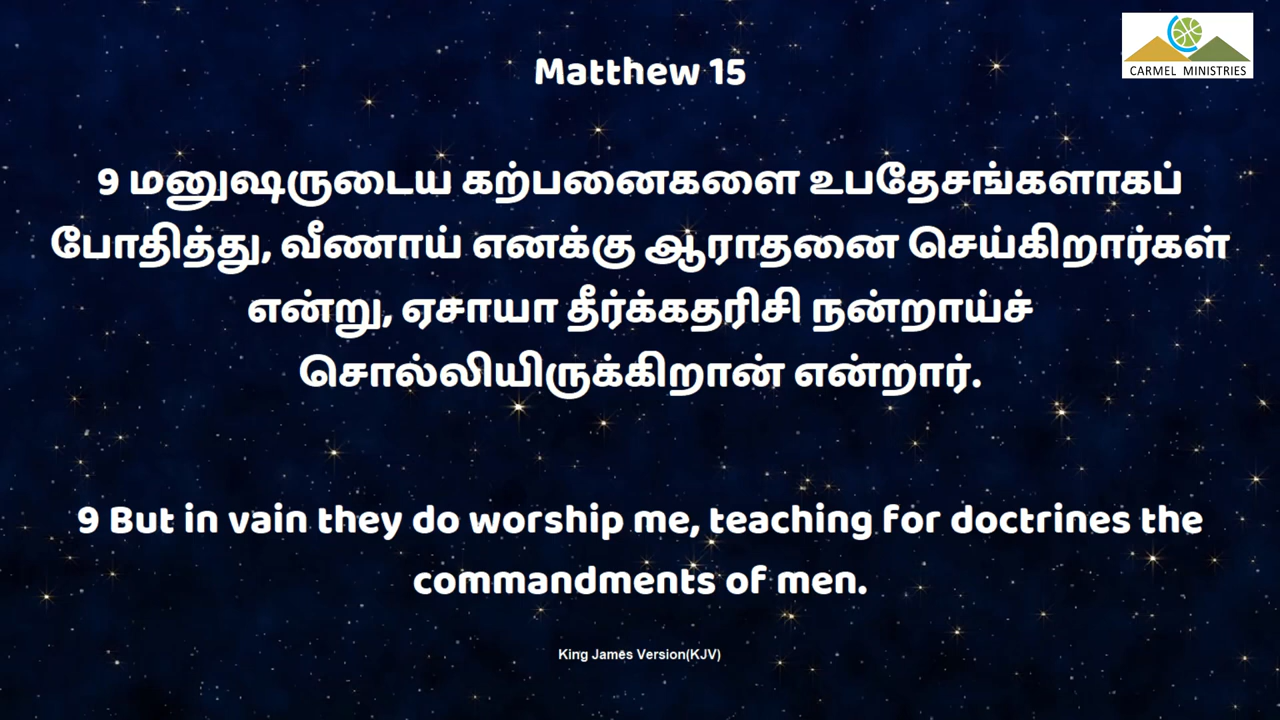 CARMEL MINISTRIES
Matthew 15
9 மனுஷருடைய கற்பனைகளை உபதேசங்களாகப்
போதித்து, வீணாய் எனக்கு ஆராதனை செய்கிறார்கள்
என்று, ஏசாயா தீர்க்கதரிசி நன்றாய்ச்
சொல்லியிருக்கிறான் என்றார்.
9 But in vain they do worship me, teaching for doctrines the
commandments of men.
King James Version(KJV)